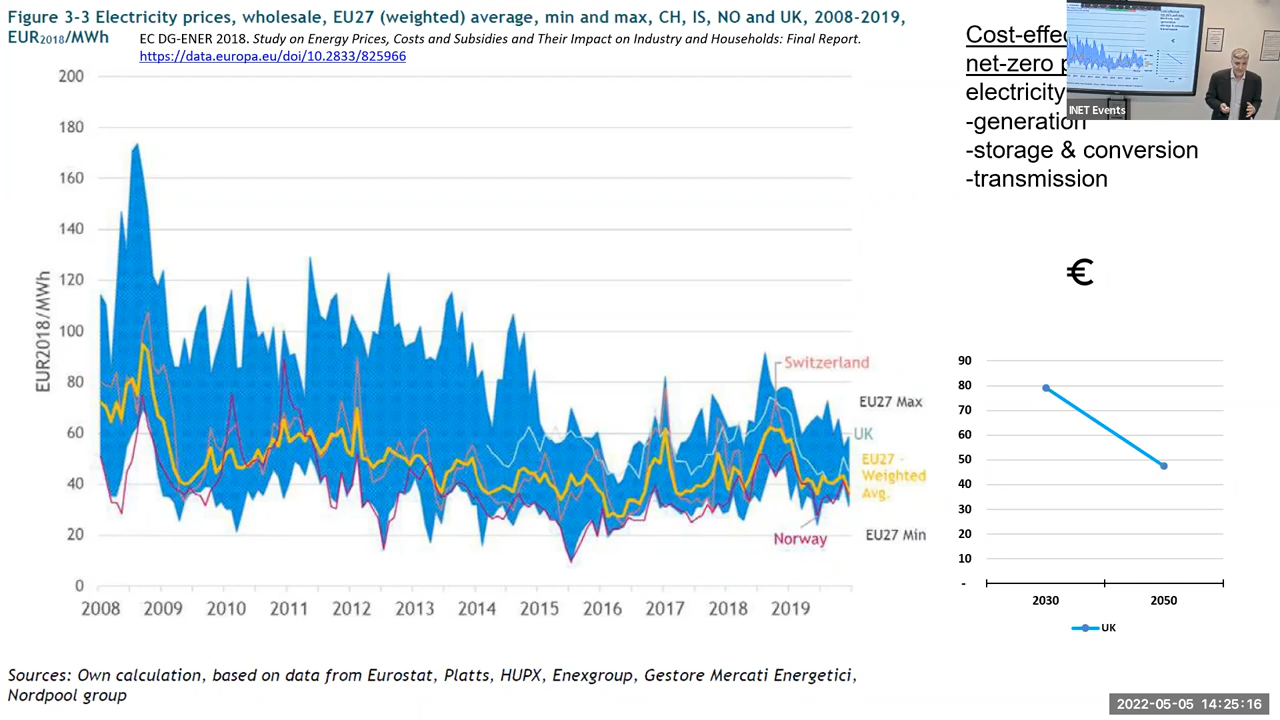 Figure 3-3 Electricity prices, wholesale, EU27 (weighted) average, min and max, CH, IS, NO and UK, 2008-2019,
EUR2018/MWh
EC DG-ENER 2018. Study on Energy Prices, Costs and Subsidies and Their Impact on Industry and Households: Final Report.
https://data.europa.eu/doi/10.2833/825966
200
180
160
140
120
100
80
60
40
20
0
EUR2018/MWh
2008 2009 2010 2011 2012 2013 2014 2015 2016 2017 2018 2019
Switzerland
EU27 Max
UK
EU27 -
Weighted
Avg.
Norway
EU27 Min
Sources: Own calculation, based on data from Eurostat, Platts, HUPX, Enexgroup, Gestore Mercati Energetici,
Nordpool group
net-zero
electricity
-generation
-storage & conversion
-transmission
INET Events
€
90
80
70
60
50
40
30
20
10
-
2030 2050
UK
2022-05-05 14:25:16